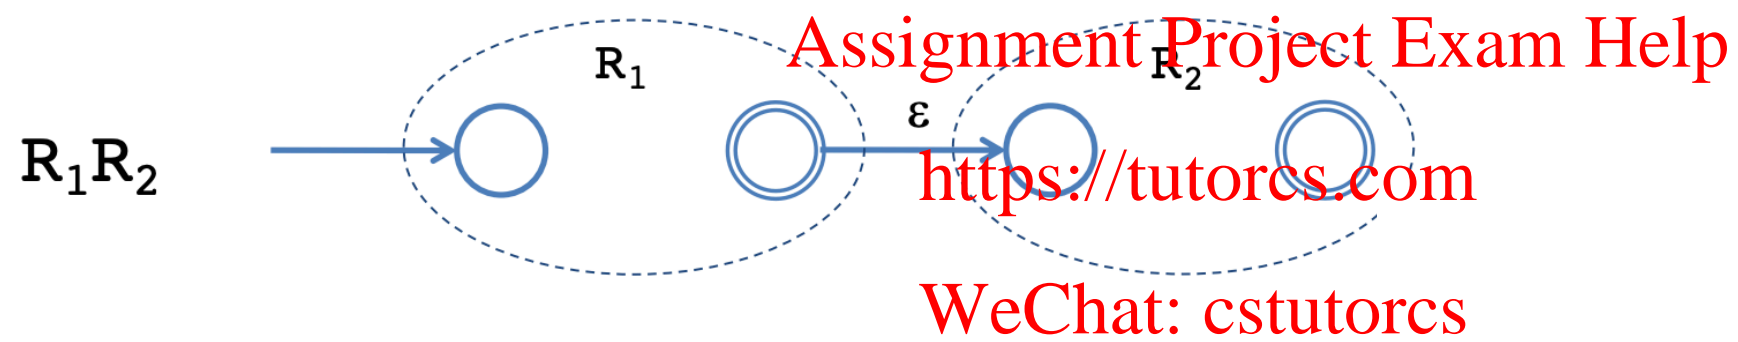 Assignment Project Exam Help
R₁
R₂
ε
R₁R₂
https://tutorcs.com
WeChat: cstutorcs